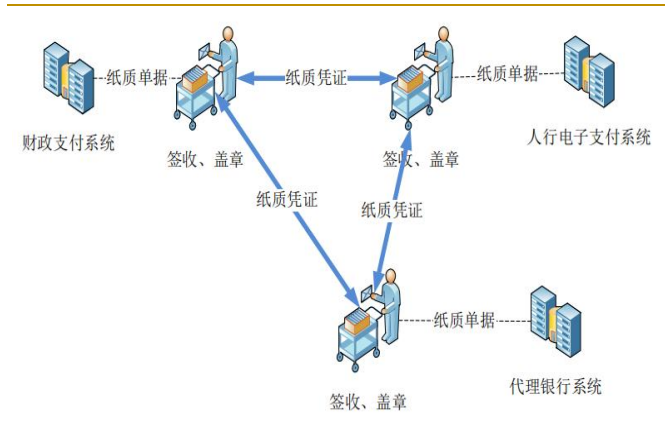 纸质单据
纸质凭证
纸质单据
财政支付系统
签收、盖章
签收、盖章
人行电子支付系统
纸质凭证
纸质凭证
纸质单据
代理银行系统
签收、盖章